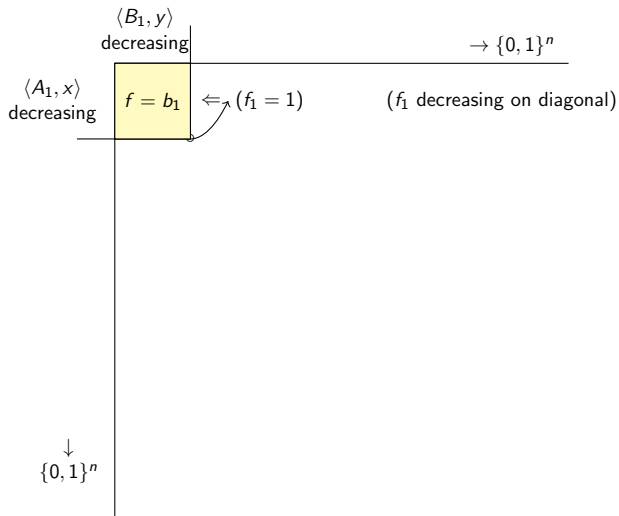 ⟨B₁, y⟩
decreasing
→ {0, 1}ⁿ
⟨A₁, x⟩
decreasing
f = b₁
⇐ (f₁ = 1)
(f₁ decreasing on diagonal)
↓
{0, 1}ⁿ